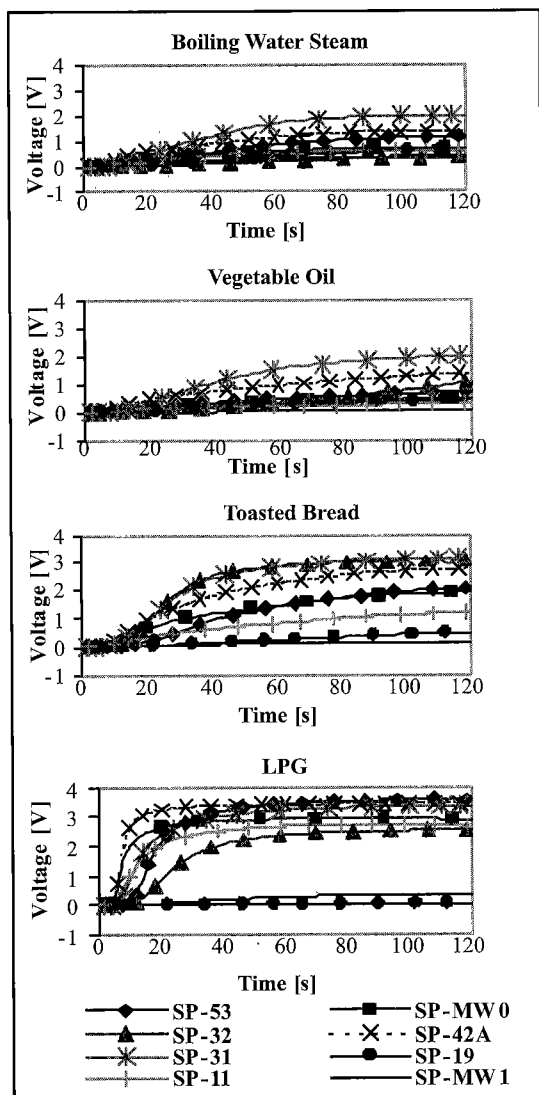 Boiling Water Steam
Voltage [V]
4
3
2
1
0
-1
0 20 40 60 80 100 120
Time [s]
Vegetable Oil
Voltage [V]
4
3
2
1
0
-1
0 20 40 60 80 100 120
Time [s]
Toasted Bread
Voltage [V]
4
3
2
1
0
-1
0 20 40 60 80 100 120
Time [s]
LPG
Voltage [V]
4
3
2
1
0
-1
0 20 40 60 80 100 120
Time [s]
SP-53 SP-MW0
SP-32 SP-42A
SP-31 SP-19
SP-11 SP-MW1